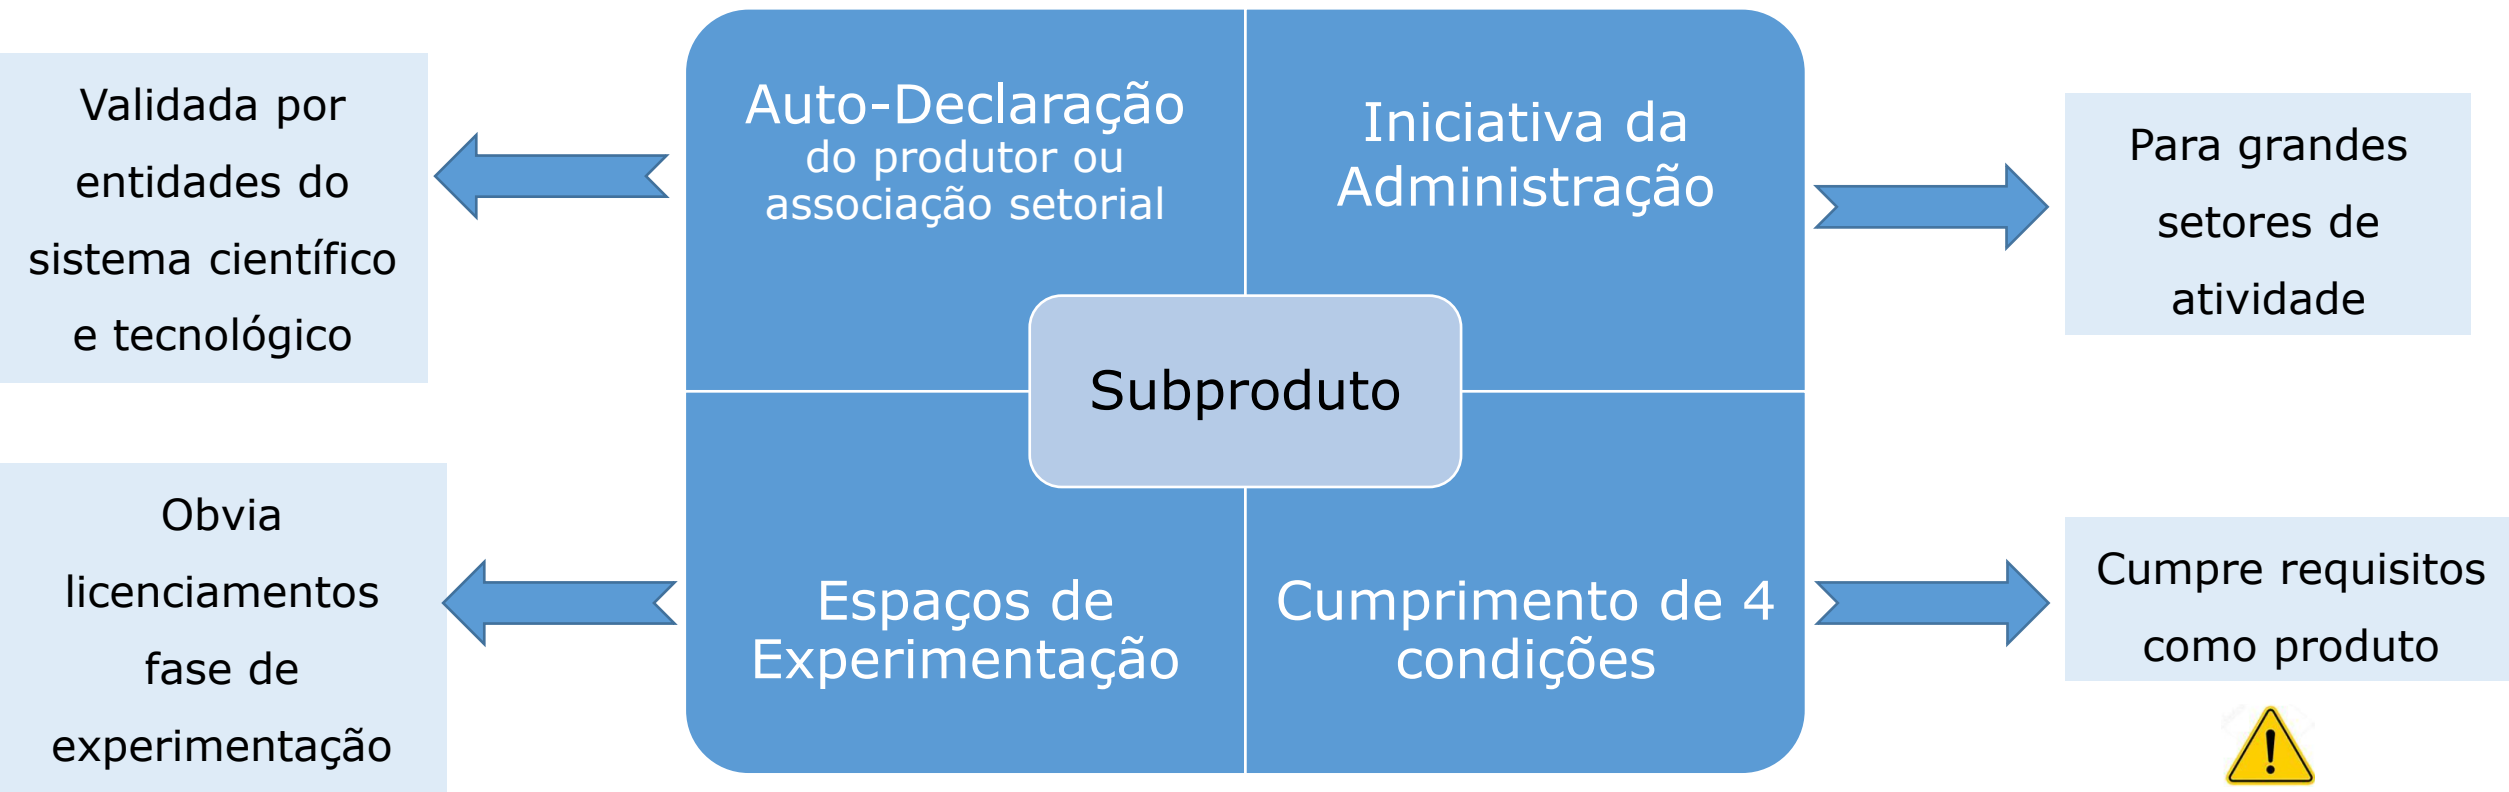 Validada por
entidades do
sistema científico
e tecnológico
Auto-Declaração
do produtor ou
associação setorial
Iniciativa da
Administração
Para grandes
setores de
atividade
Subproduto
Obvia
licenciamentos
fase de
experimentação
Espaços de
Experimentação
Cumprimento de 4
condições
Cumpre requisitos
como produto
!